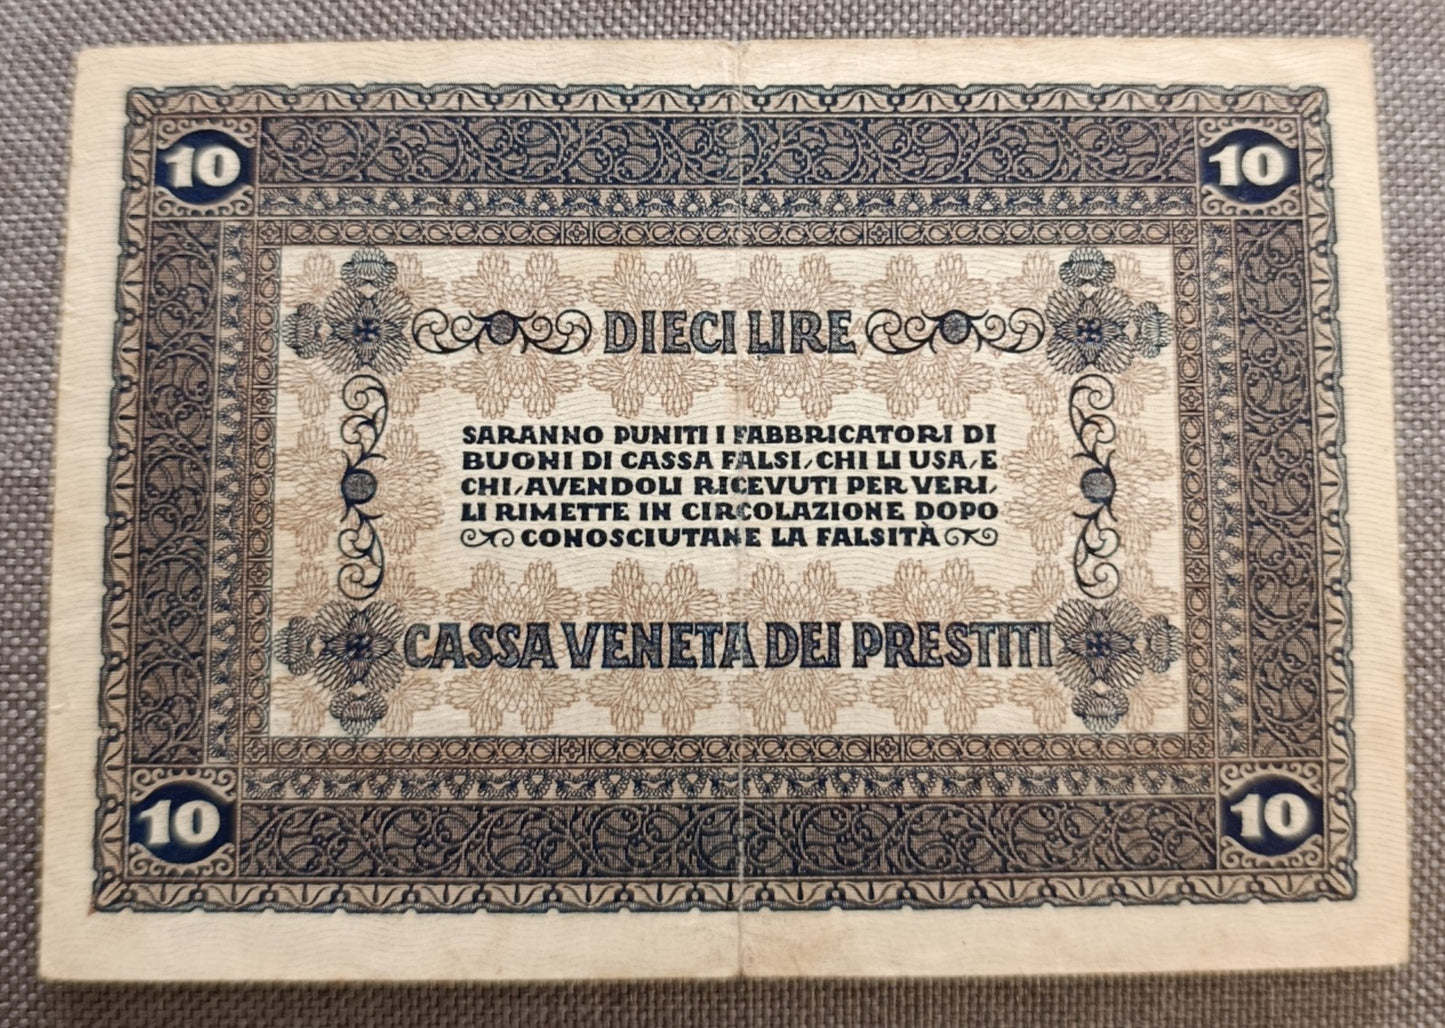 10 10
DIECI LIRE
SARANNO PUNITI I FABBRICATORI DI
BUONI DI CASSA FALSI, CHI LI USA, E
CHI, AVENDOLI RICEVUTI PER VERI,
LI RIMETTE IN CIRCOLAZIONE DOPO
CONOSCIUTANE LA FALSITÀ
CASSA VENETA DEI PRESTITI
10 10